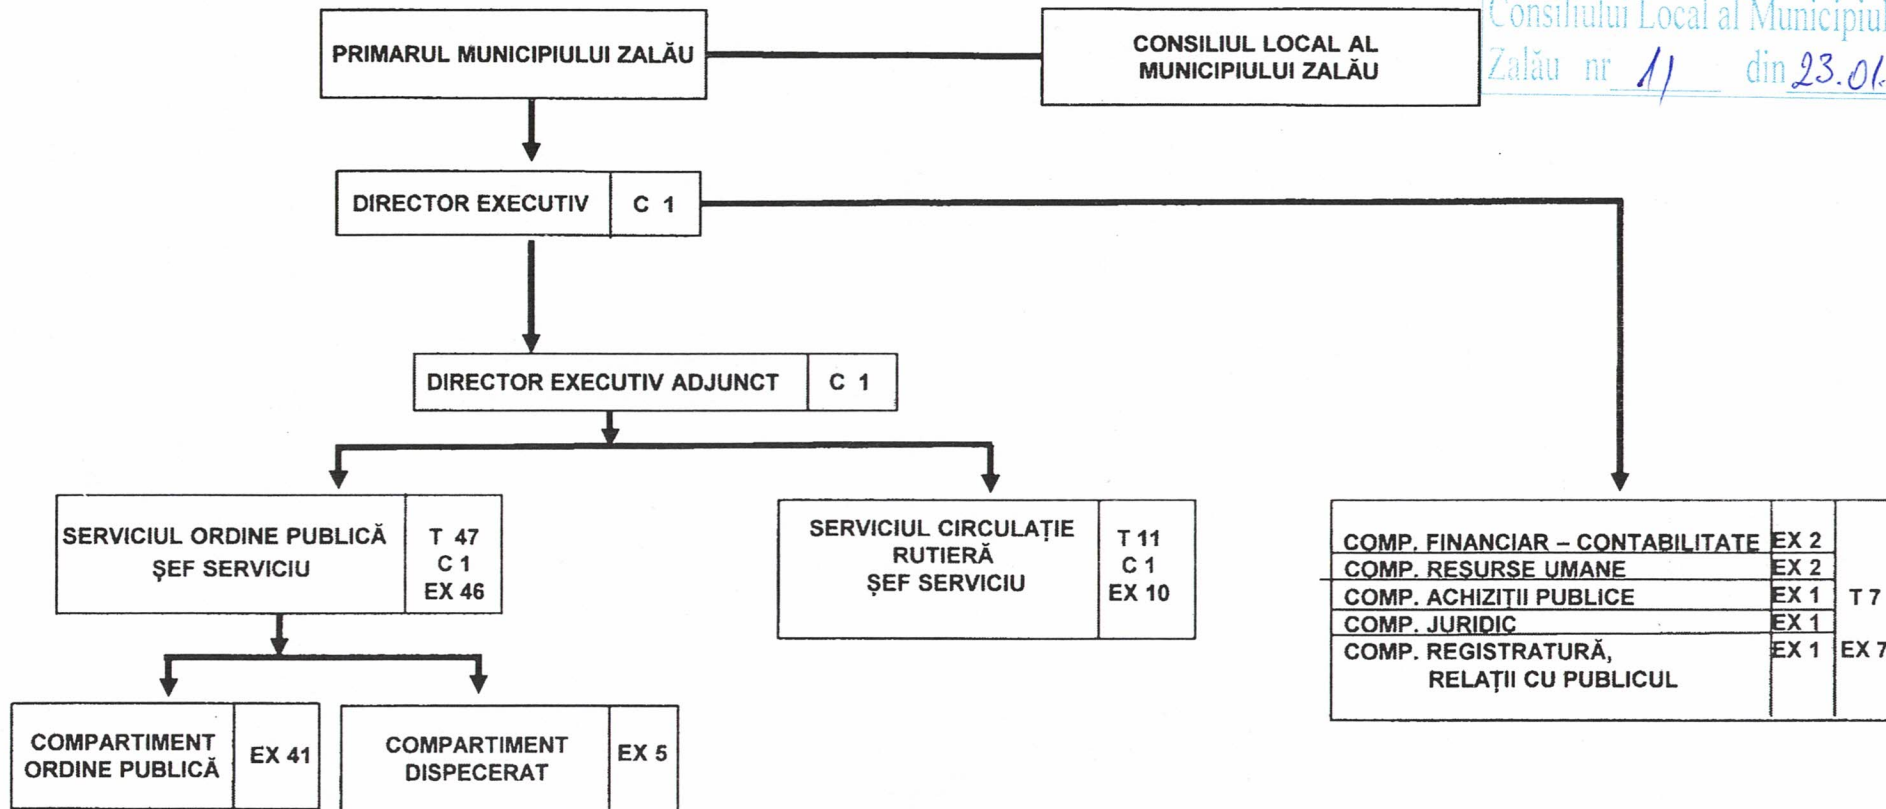 Consiliului Local al
Zalău nr 11 din 23.01.
PRIMARUL MUNICIPIULUI ZALĂU
CONSILIUL LOCAL AL
MUNICIPIULUI ZALĂU
DIRECTOR EXECUTIV C 1
DIRECTOR EXECUTIV ADJUNCT C 1
SERVICIUL ORDINE PUBLICĂ
ȘEF SERVICIU
T 47
C 1
EX 46
SERVICIUL CIRCULAȚIE
RUTIERĂ
ȘEF SERVICIU
T 11
C 1
EX 10
COMP. FINANCIAR – CONTABILITATE EX 2
COMP. RESURSE UMANE EX 2
COMP. ACHIZIȚII PUBLICE EX 1 T 7
COMP. JURIDIC EX 1
COMP. REGISTRATURĂ, EX 1 EX 7
RELAȚII CU PUBLICUL
COMPARTIMENT
ORDINE PUBLICĂ
EX 41
COMPARTIMENT
DISPECERAT
EX 5